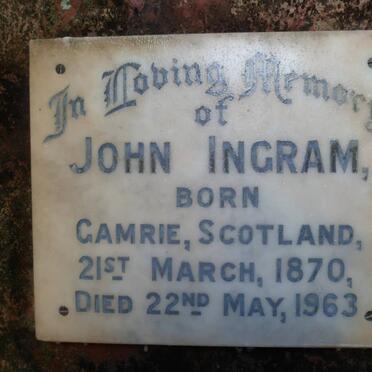 In Loving Memory
of
JOHN INGRAM,
BORN
GAMRIE, SCOTLAND,
21ST MARCH, 1870,
DIED 22ND MAY, 1963